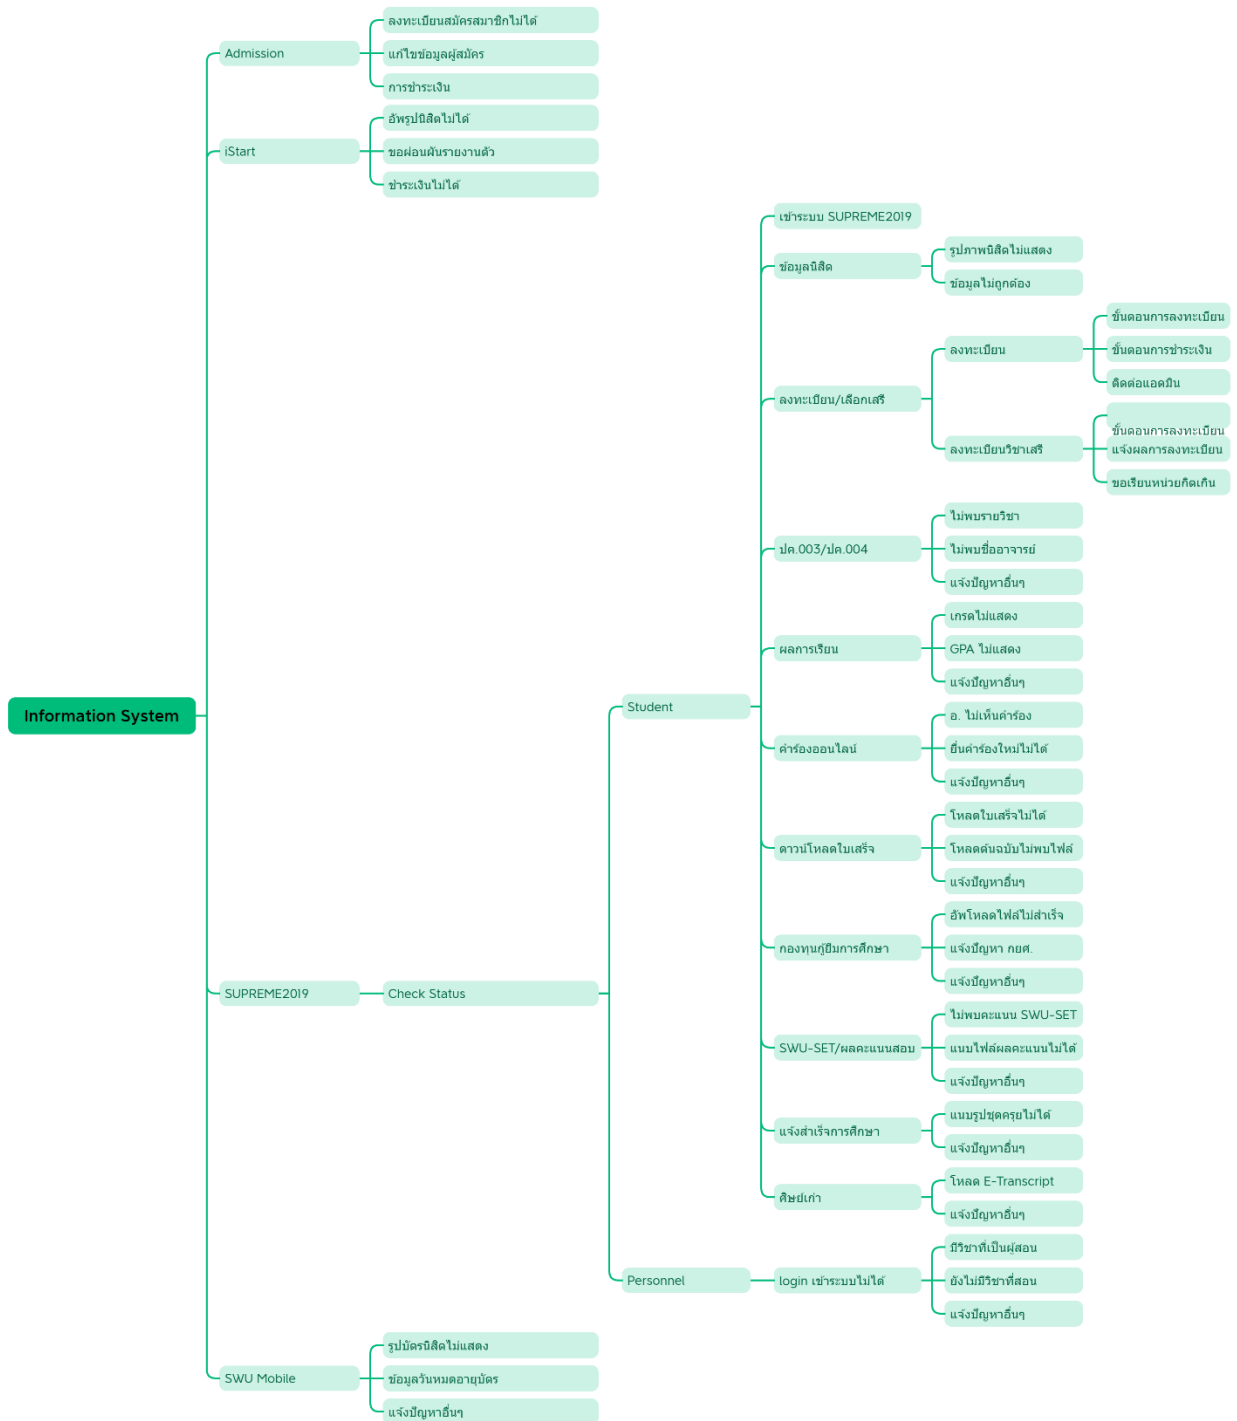 Information System
Admission
ลงทะเบียนสมัครสมาชิกไม่ได้
แก้ไขข้อมูลผู้สมัคร
การชำระเงิน
iStart
อัพรูปนิสิตไม่ได้
ขอผ่อนผันรายงานตัว
ชำระเงินไม่ได้
SUPREME2019
Check Status
Student
เข้าระบบ SUPREME2019
ข้อมูลนิสิต
รูปภาพนิสิตไม่แสดง
ข้อมูลไม่ถูกต้อง
ลงทะเบียน/เลือกเสรี
ลงทะเบียน
ขั้นตอนการลงทะเบียน
ขั้นตอนการชำระเงิน
ติดต่อแอดมิน
ลงทะเบียนวิชาเสรี
ขั้นตอนการลงทะเบียน
แจ้งผลการลงทะเบียน
ขอเรียนหน่วยกิตเกิน
ปค.003/ปค.004
ไม่พบรายวิชา
ไม่พบชื่ออาจารย์
แจ้งปัญหาอื่นๆ
ผลการเรียน
เกรดไม่แสดง
GPA ไม่แสดง
แจ้งปัญหาอื่นๆ
คำร้องออนไลน์
อ. ไม่เห็นคำร้อง
ยื่นคำร้องใหม่ไม่ได้
แจ้งปัญหาอื่นๆ
ดาวน์โหลดใบเสร็จ
โหลดใบเสร็จไม่ได้
โหลดต้นฉบับไม่พบไฟล์
แจ้งปัญหาอื่นๆ
กองทุนกู้ยืมการศึกษา
อัพโหลดไฟล์ไม่สำเร็จ
แจ้งปัญหา กยศ.
แจ้งปัญหาอื่นๆ
SWU-SET/ผลคะแนนสอบ
ไม่พบคะแนน SWU-SET
แนบไฟล์ผลคะแนนไม่ได้
แจ้งปัญหาอื่นๆ
แจ้งสำเร็จการศึกษา
แนบรูปชุดครุยไม่ได้
แจ้งปัญหาอื่นๆ
ศิษย์เก่า
โหลด E-Transcript
แจ้งปัญหาอื่นๆ
Personnel
login เข้าระบบไม่ได้
มีวิชาที่เป็นผู้สอน
ยังไม่มีวิชาที่สอน
แจ้งปัญหาอื่นๆ
SWU Mobile
รูปบัตรนิสิตไม่แสดง
ข้อมูลวันหมดอายุบัตร
แจ้งปัญหาอื่นๆ